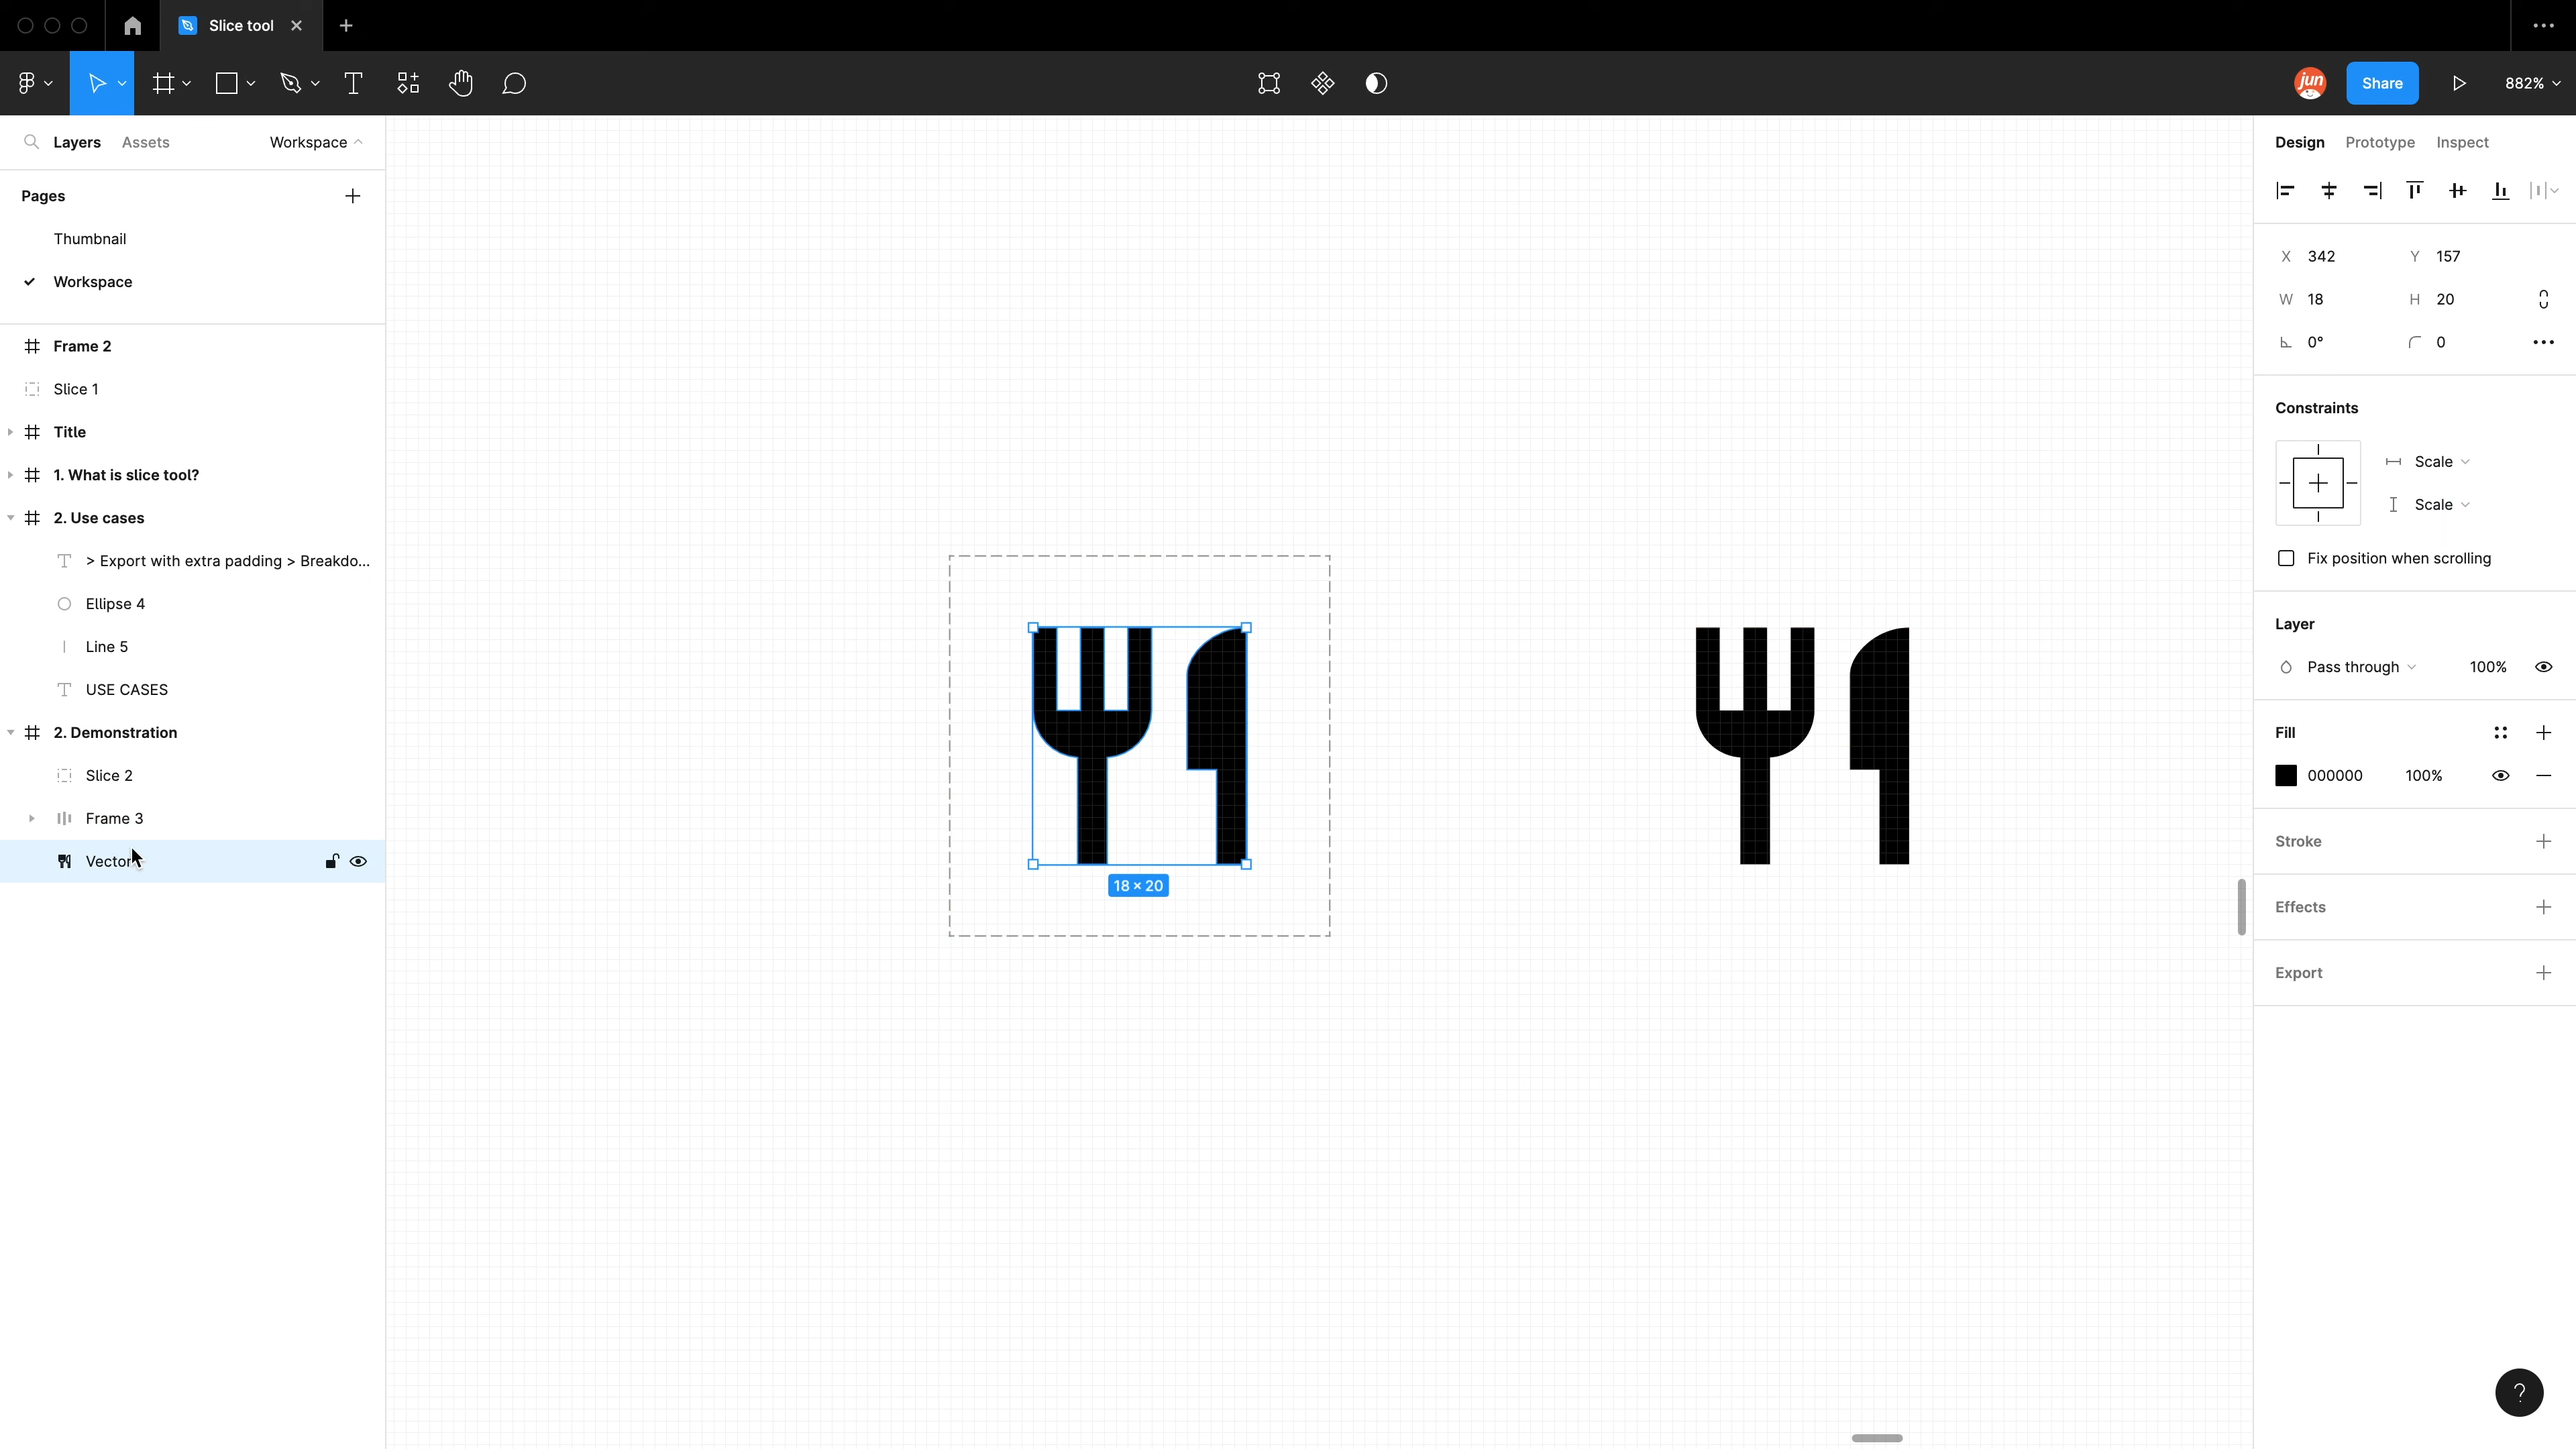 Slice tool
jun
Share
882%
Layers Assets Workspace
Pages
Thumbnail
Workspace
Frame 2
Slice 1
Title
1. What is slice tool?
2. Use cases
> Export with extra padding > Breakdo...
Ellipse 4
Line 5
USE CASES
2. Demonstration
Slice 2
Frame 3
Vector
18 × 20
Design Prototype Inspect
X 342 Y 157
W 18 H 20
0° 0
Constraints
Scale
Scale
Fix position when scrolling
Layer
Pass through 100%
Fill
000000 100%
Stroke
Effects
Export
?